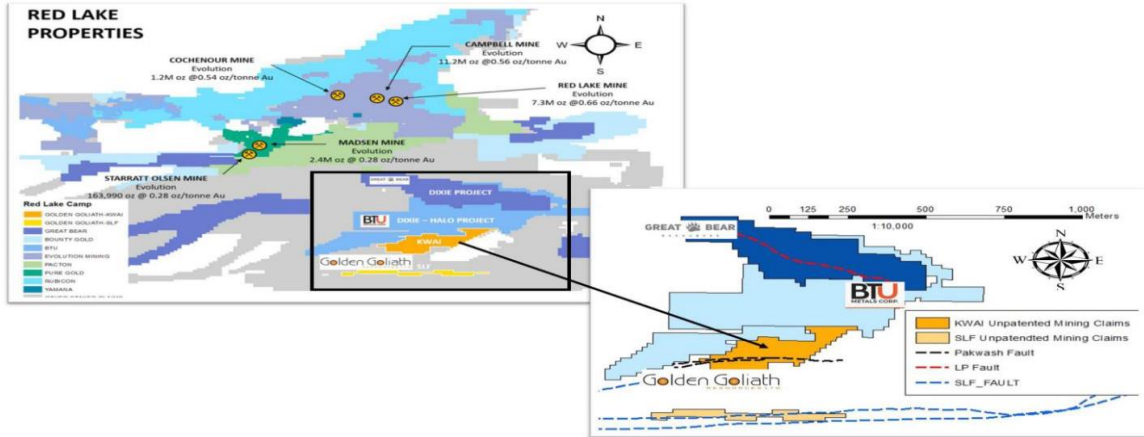 RED LAKE
PROPERTIES
N
W
E
S
COCHENOUR MINE
Evolution
1.2M oz @0.54 oz/tonne Au
CAMPBELL MINE
Evolution
11.2M oz @0.56 oz/tonne Au
RED LAKE MINE
Evolution
7.3M oz @0.66 oz/tonne Au
MADSEN MINE
Evolution
2.4M oz @ 0.28 oz/tonne Au
STARRATT OLSEN MINE
Evolution
163,990 oz @ 0.28 oz/tonne Au
Red Lake Camp
GOLDEN GOLIATH-KWAI
GOLDEN GOLIATH-SLF
GREAT BEAR
BOUNTY GOLD
BTU
EVOLUTION MINING
PACTON
PURE GOLD
RUBICON
YAMANA
GREAT BEAR
DIXIE PROJECT
BTU
DIXIE – HALO PROJECT
KWAI
Golden Goliath
SLF
0 125 250 500 750 1,000
Meters
1:10,000
GREAT BEAR
RESOURCES
N
W
E
S
BTU
METALS CORP.
Golden Goliath
RESOURCES LTD
KWAI Unpatented Mining Claims
SLF Unpatendted Mining Claims
Pakwash Fault
LP Fault
SLF_FAULT